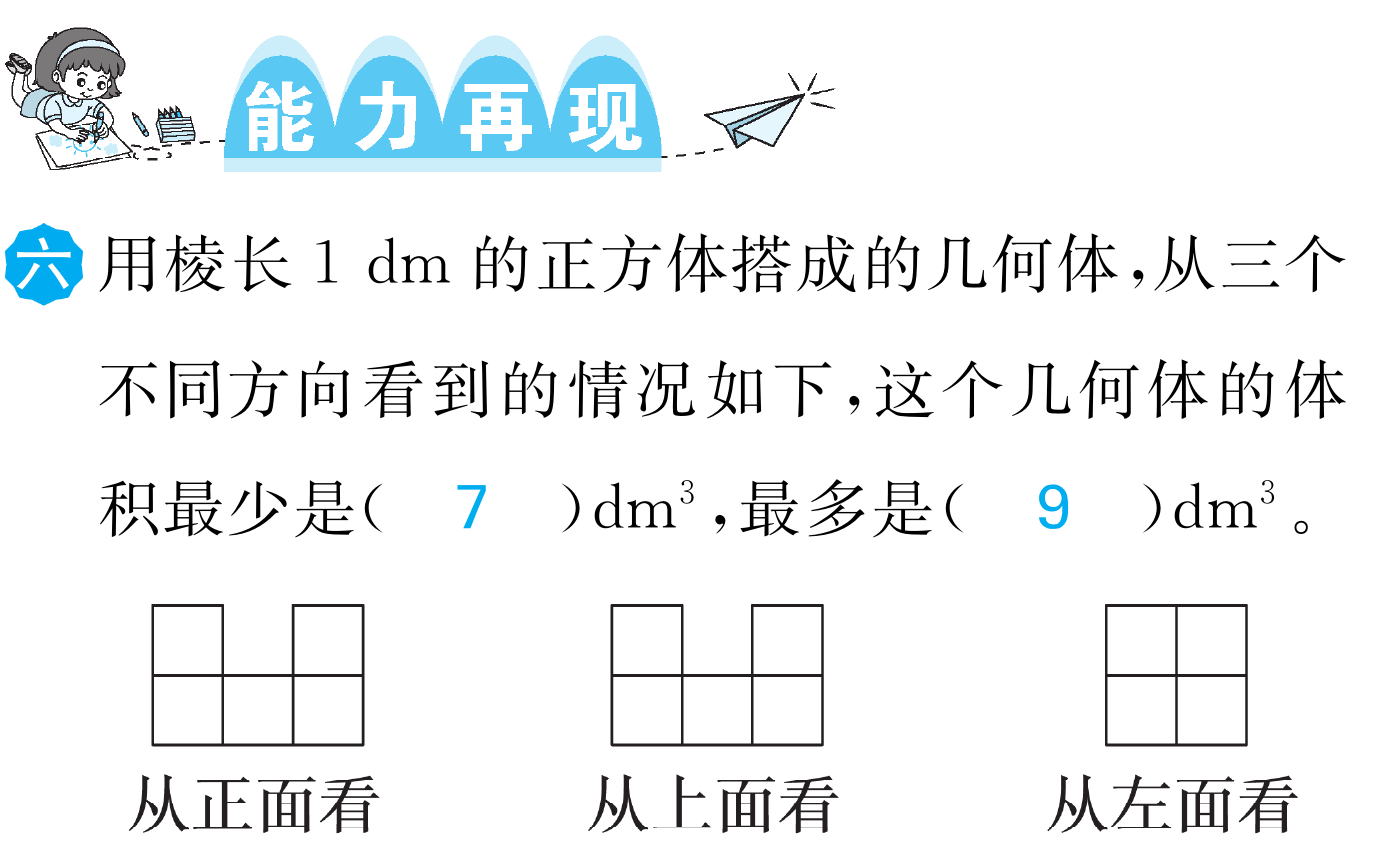 能力再现
六 用棱长1 dm的正方体搭成的几何体,从三个
不同方向看到的情况如下,这个几何体的体
积最少是( 7 )dm³,最多是( 9 )dm³。
从正面看 从上面看 从左面看